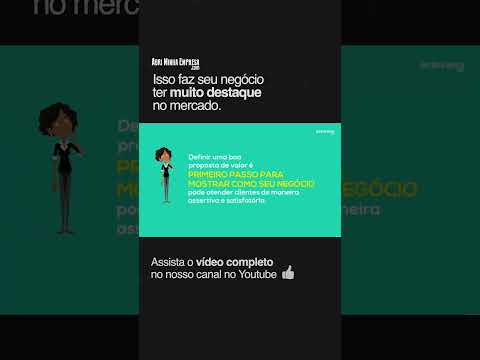 Abri Minha Empresa
.com
Isso faz seu negócio
ter muito destaque
no mercado.
Definir uma boa
proposta de valor é
PRIMEIRO PASSO PARA
MOSTRAR COMO SEU NEGÓCIO
pode atender clientes de maneira
assertiva e satisfatória.
Assista o vídeo completo
no nosso canal no Youtube